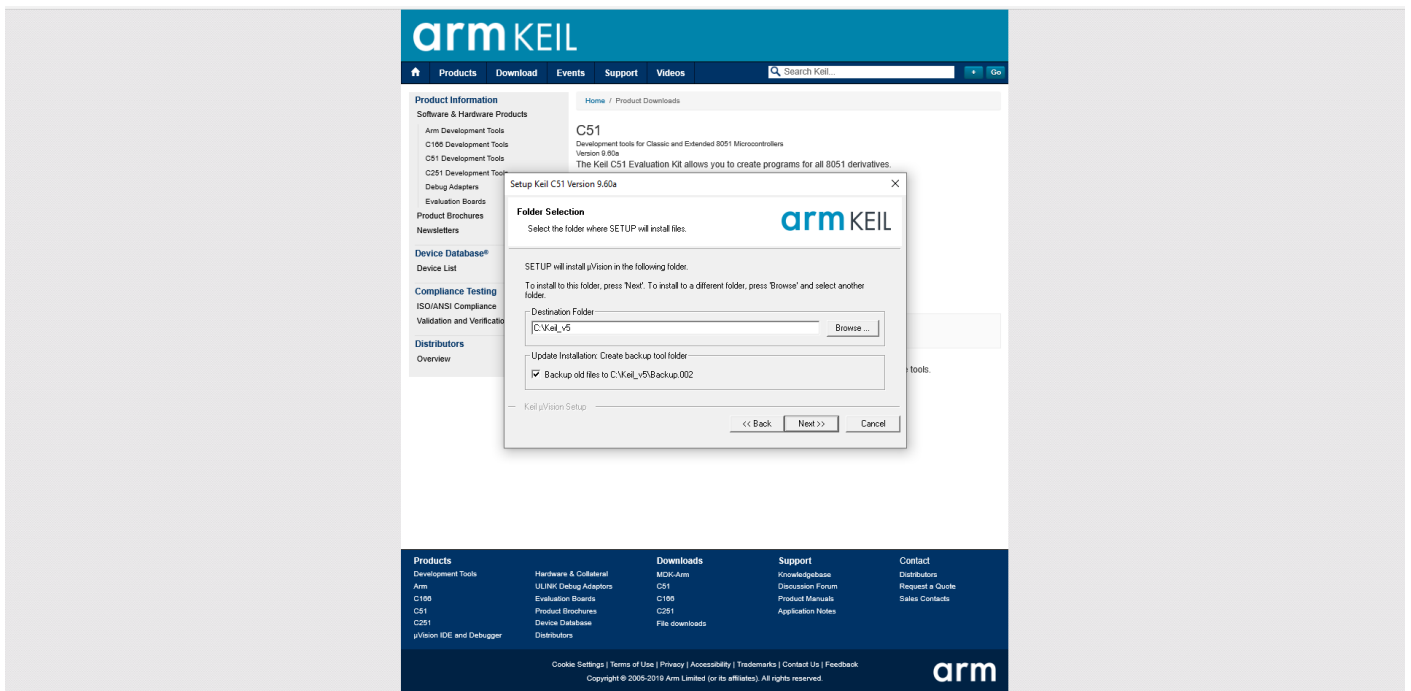 arm KEIL
Products Download Events Support Videos Search Keil... Go
Product Information
Software & Hardware Products
Arm Development Tools
C166 Development Tools
C51 Development Tools
C251 Development Tools
Debug Adapters
Evaluation Boards
Product Brochures
Newsletters
Device Database®
Device List
Compliance Testing
ISO/ANSI Compliance
Validation and Verificatio
Distributors
Overview
Home / Product Downloads
C51
Development tools for Classic and Extended 8051 Microcontrollers
Version 9.60a
The Keil C51 Evaluation Kit allows you to create programs for all 8051 derivatives.
tools.
Setup Keil C51 Version 9.60a
Folder Selection
Select the folder where SETUP will install files.
arm KEIL
SETUP will install µVision in the following folder.
To install to this folder, press 'Next'. To install to a different folder, press 'Browse' and select another
folder.
Destination Folder
C:\Keil_v5
Browse ...
Update Installation: Create backup tool folder
Backup old files to C:\Keil_v5\Backup.002
Keil µVision Setup
<< Back Next >> Cancel
Products
Development Tools
Arm
C166
C51
C251
µVision IDE and Debugger
Hardware & Collateral
ULINK Debug Adaptors
Evaluation Boards
Product Brochures
Device Database
Distributors
Downloads
MDK-Arm
C51
C166
C251
File downloads
Support
Knowledgebase
Discussion Forum
Product Manuals
Application Notes
Contact
Distributors
Request a Quote
Sales Contacts
Cookie Settings | Terms of Use | Privacy | Accessibility | Trademarks | Contact Us | Feedback
Copyright © 2005-2019 Arm Limited (or its affiliates). All rights reserved.
arm